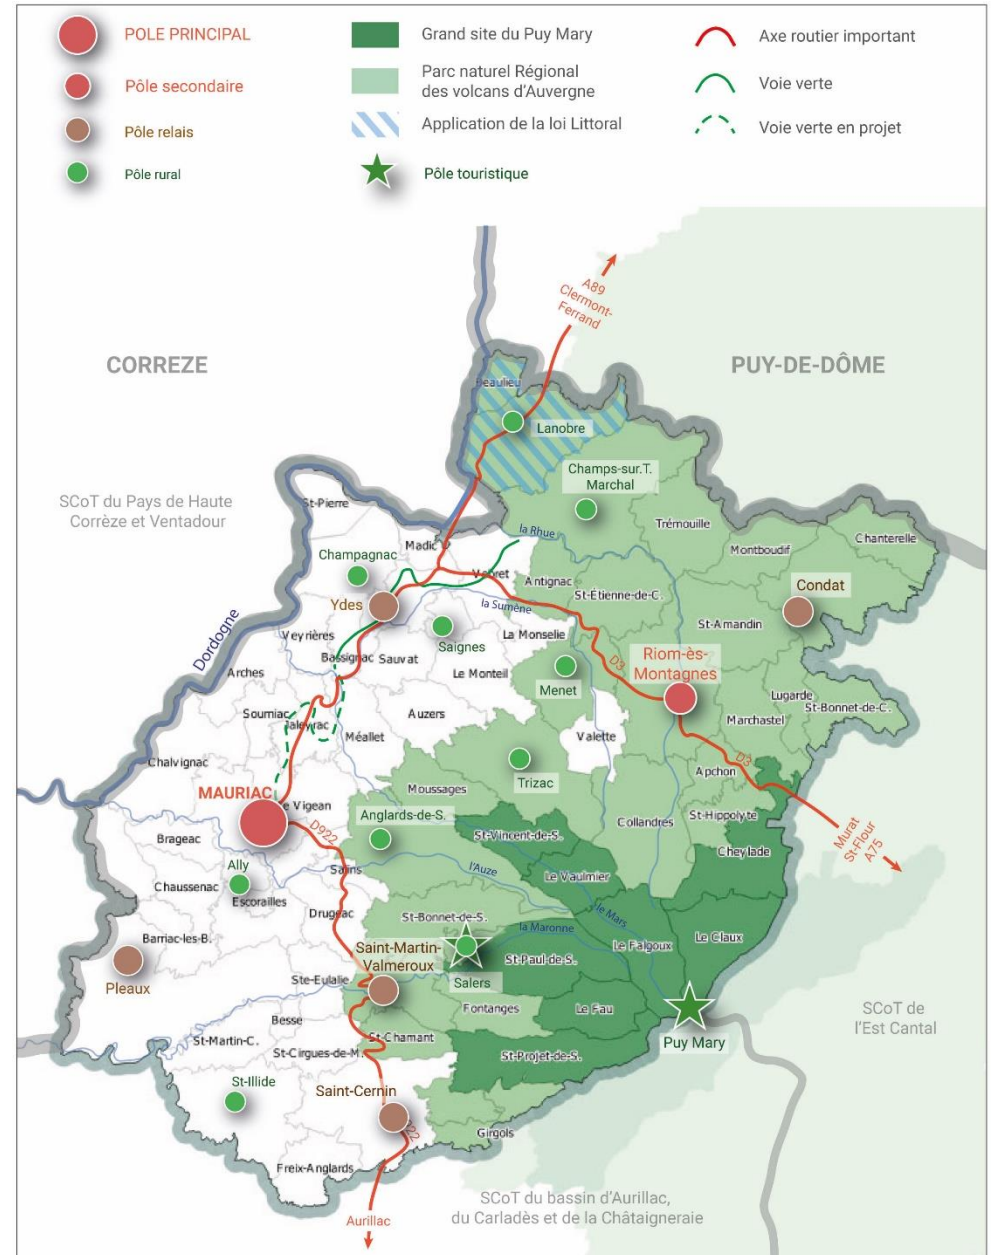 POLE PRINCIPAL
Pôle secondaire
Pôle relais
Pôle rural
Grand site du Puy Mary
Parc naturel Régional
des volcans d'Auvergne
Application de la loi Littoral
Pôle touristique
Axe routier important
Voie verte
Voie verte en projet
A89
Clermont-
Ferrand
CORREZE
PUY-DE-DÔME
Beaulieu
Lanobre
SCoT du Pays de Haute
Corrèze et Ventadour
Champs-sur.T.
Marchal
St-Pierre
Trémouille
la Rhue
Chanterelle
Madic
Montboudif
Champagnac
Vebret
Antignac
St-Étienne-de-C.
Condat
Ydes
la Sumène
St-Amandin
Dordogne
Veyrières
Saignes
La Monselie
Bassignac
Sauvat
Riom-ès-
Montagnes
D3
Arches
Le Monteil
Menet
Lugarde
St-Bonnet-de-C.
Sourniac
Jaleyrac
Auzers
Marchastel
Méallet
Valette
Chalvignac
D3
Trizac
Apchon
MAURIAC
Moussages
Le Vigean
Anglards-de-S.
St-Hippolyte
Collandres
D922
Murat
St-Flour
A75
Brageac
St-Vincent-de-S.
Cheylade
Ally
Salins
l'Auze
Le Vaulmier
Chaussenac
Escorailles
Drugeac
St-Bonnet-de-S.
le Mars
la Maronne
Barriac-les-B.
Saint-Martin-
Valmeroux
Le Falgoux
Le Claux
St-Paul-de-S.
Pleaux
Ste-Eulalie
Salers
Fontanges
Le Fau
SCoT de
l'Est Cantal
Besse
St-Martin-C.
St-Chamant
Puy Mary
St-Cirgues-de-M.
St-Projet-de-S.
St-Illide
Saint-Cernin
Girgols
Freix-Anglards
SCoT du bassin d'Aurillac,
du Carladès et de la Châtaigneraie
Aurillac